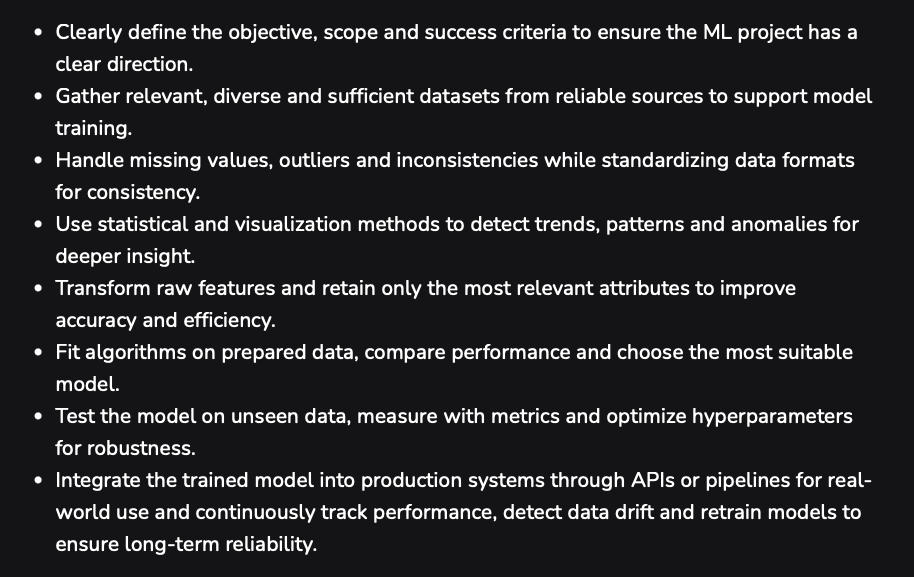 • Clearly define the objective, scope and success criteria to ensure the ML project has a
clear direction.
• Gather relevant, diverse and sufficient datasets from reliable sources to support model
training.
• Handle missing values, outliers and inconsistencies while standardizing data formats
for consistency.
• Use statistical and visualization methods to detect trends, patterns and anomalies for
deeper insight.
• Transform raw features and retain only the most relevant attributes to improve
accuracy and efficiency.
• Fit algorithms on prepared data, compare performance and choose the most suitable
model.
• Test the model on unseen data, measure with metrics and optimize hyperparameters
for robustness.
• Integrate the trained model into production systems through APIs or pipelines for real-
world use and continuously track performance, detect data drift and retrain models to
ensure long-term reliability.